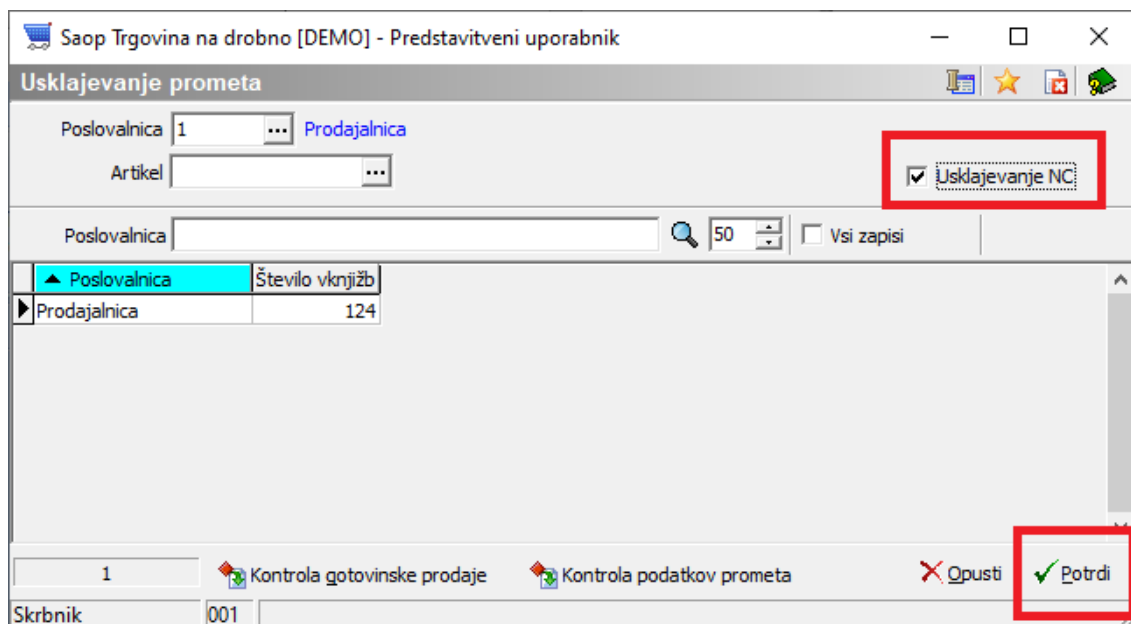 Saop Trgovina na drobno [DEMO] - Predstavitveni uporabnik
Usklajevanje prometa
Poslovalnica 1 ... Prodajalnica
Artikel ... Usklajevanje NC
Poslovalnica 50 Vsi zapisi
Poslovalnica Število vknjižb
Prodajalnica 124
1 Kontrola gotovinske prodaje Kontrola podatkov prometa Opusti Potrdi
Skrbnik 001